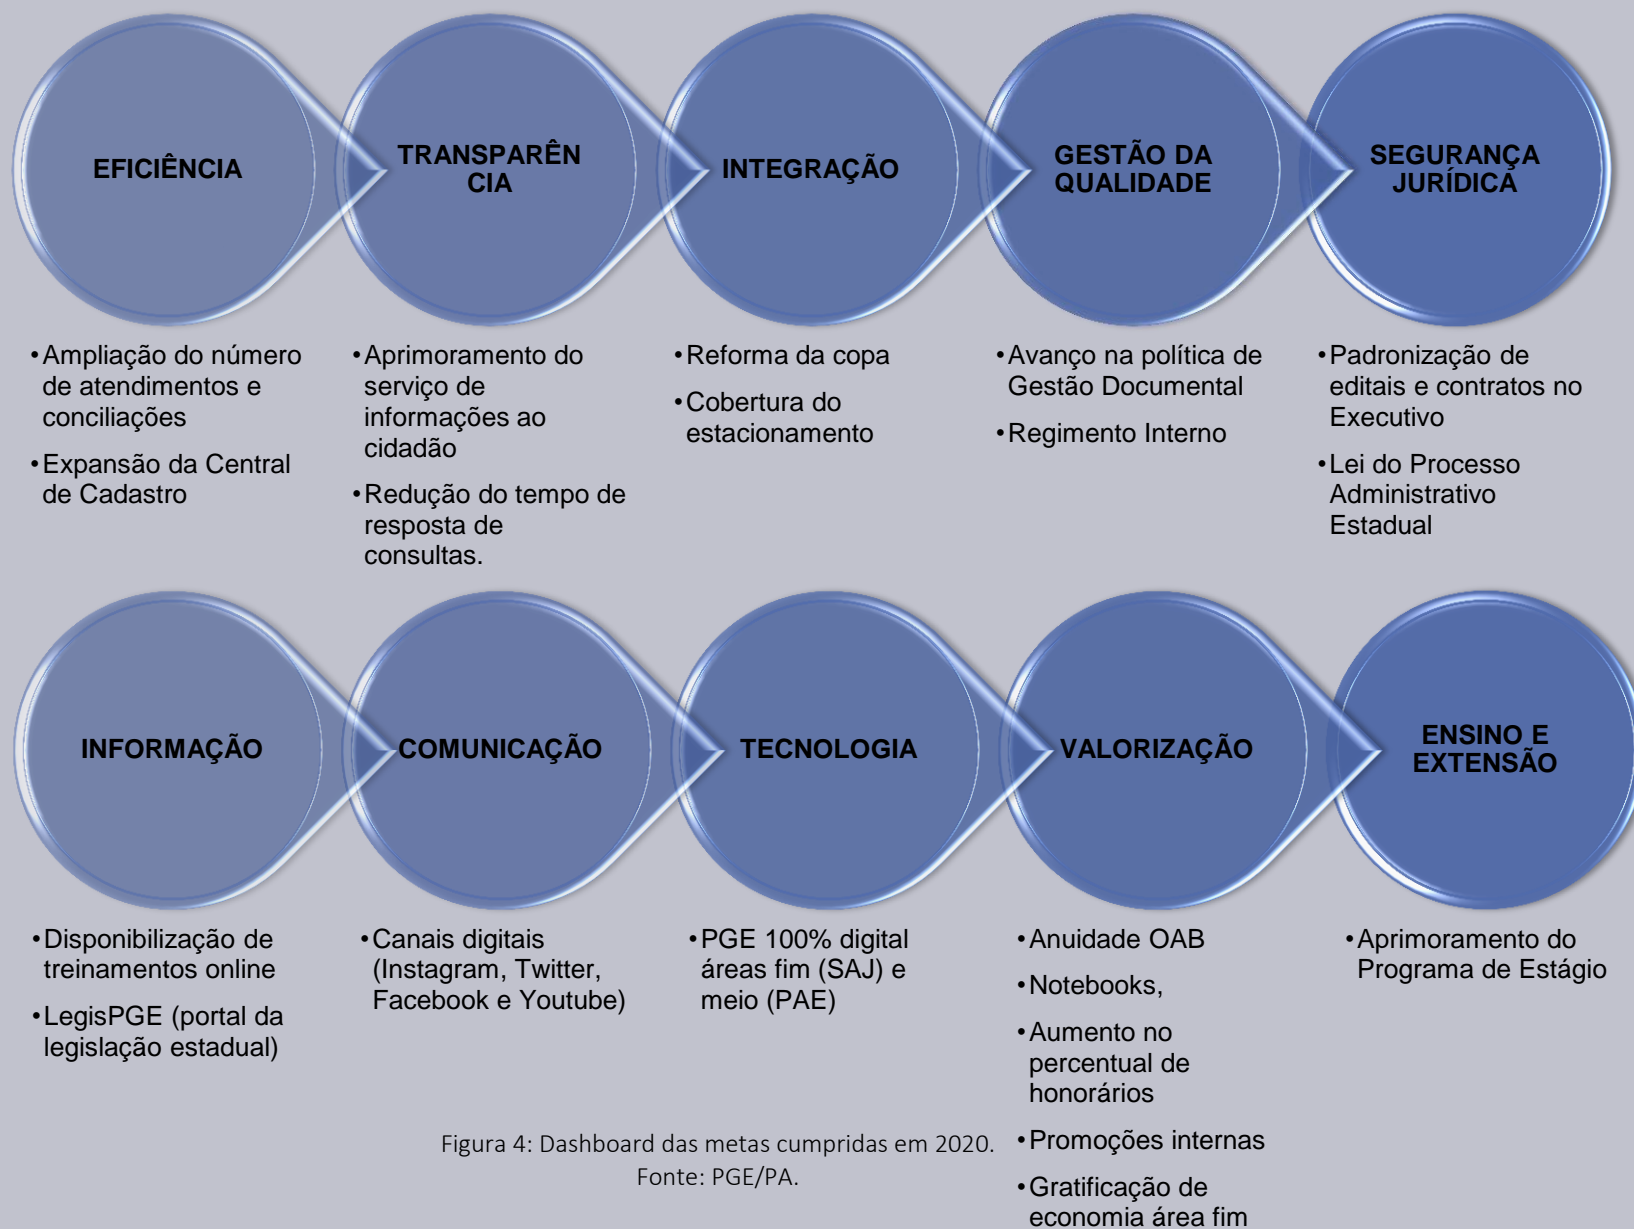 EFICIÊNCIA
TRANSPARÊN
CIA
INTEGRAÇÃO
GESTÃO DA
QUALIDADE
SEGURANÇA
JURÍDICA
•Ampliação do número
de atendimentos e
conciliações
•Expansão da Central
de Cadastro
•Aprimoramento do
serviço de
informações ao
cidadão
•Redução do tempo de
resposta de
consultas.
•Reforma da copa
•Cobertura do
estacionamento
•Avanço na política de
Gestão Documental
•Regimento Interno
•Padronização de
editais e contratos no
Executivo
•Lei do Processo
Administrativo
Estadual
INFORMAÇÃO
COMUNICAÇÃO
TECNOLOGIA
VALORIZAÇÃO
ENSINO E
EXTENSÃO
•Disponibilização de
treinamentos online
•LegisPGE (portal da
legislação estadual)
•Canais digitais
(Instagram, Twitter,
Facebook e Youtube)
•PGE 100% digital
áreas fim (SAJ) e
meio (PAE)
•Anuidade OAB
•Notebooks,
•Aumento no
percentual de
honorários
•Promoções internas
•Gratificação de
economia área fim
•Aprimoramento do
Programa de Estágio
Figura 4: Dashboard das metas cumpridas em 2020.
Fonte: PGE/PA.